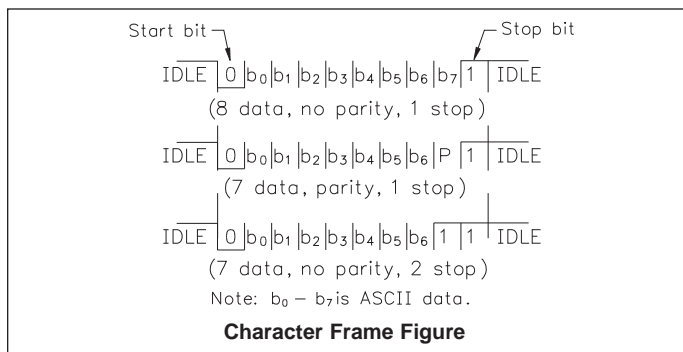 Start bit Stop bit
IDLE 0 b₀ b₁ b₂ b₃ b₄ b₅ b₆ b₇ 1 IDLE
(8 data, no parity, 1 stop)
IDLE 0 b₀ b₁ b₂ b₃ b₄ b₅ b₆ P 1 IDLE
(7 data, parity, 1 stop)
IDLE 0 b₀ b₁ b₂ b₃ b₄ b₅ b₆ 1 1 IDLE
(7 data, no parity, 2 stop)
Note: b₀ – b₇ is ASCII data.
Character Frame Figure